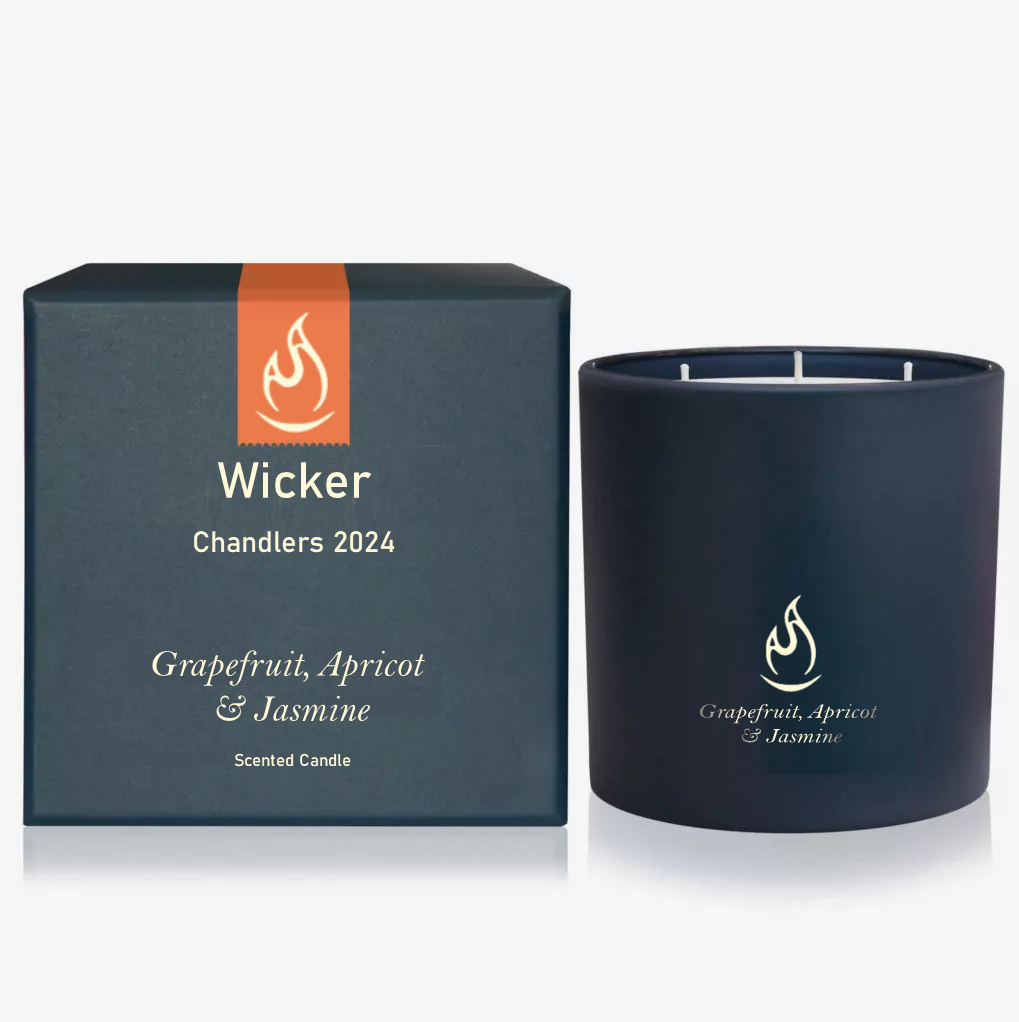 Wicker
Chandlers 2024
Grapefruit, Apricot
& Jasmine
Scented Candle
Grapefruit, Apricot
& Jasmine